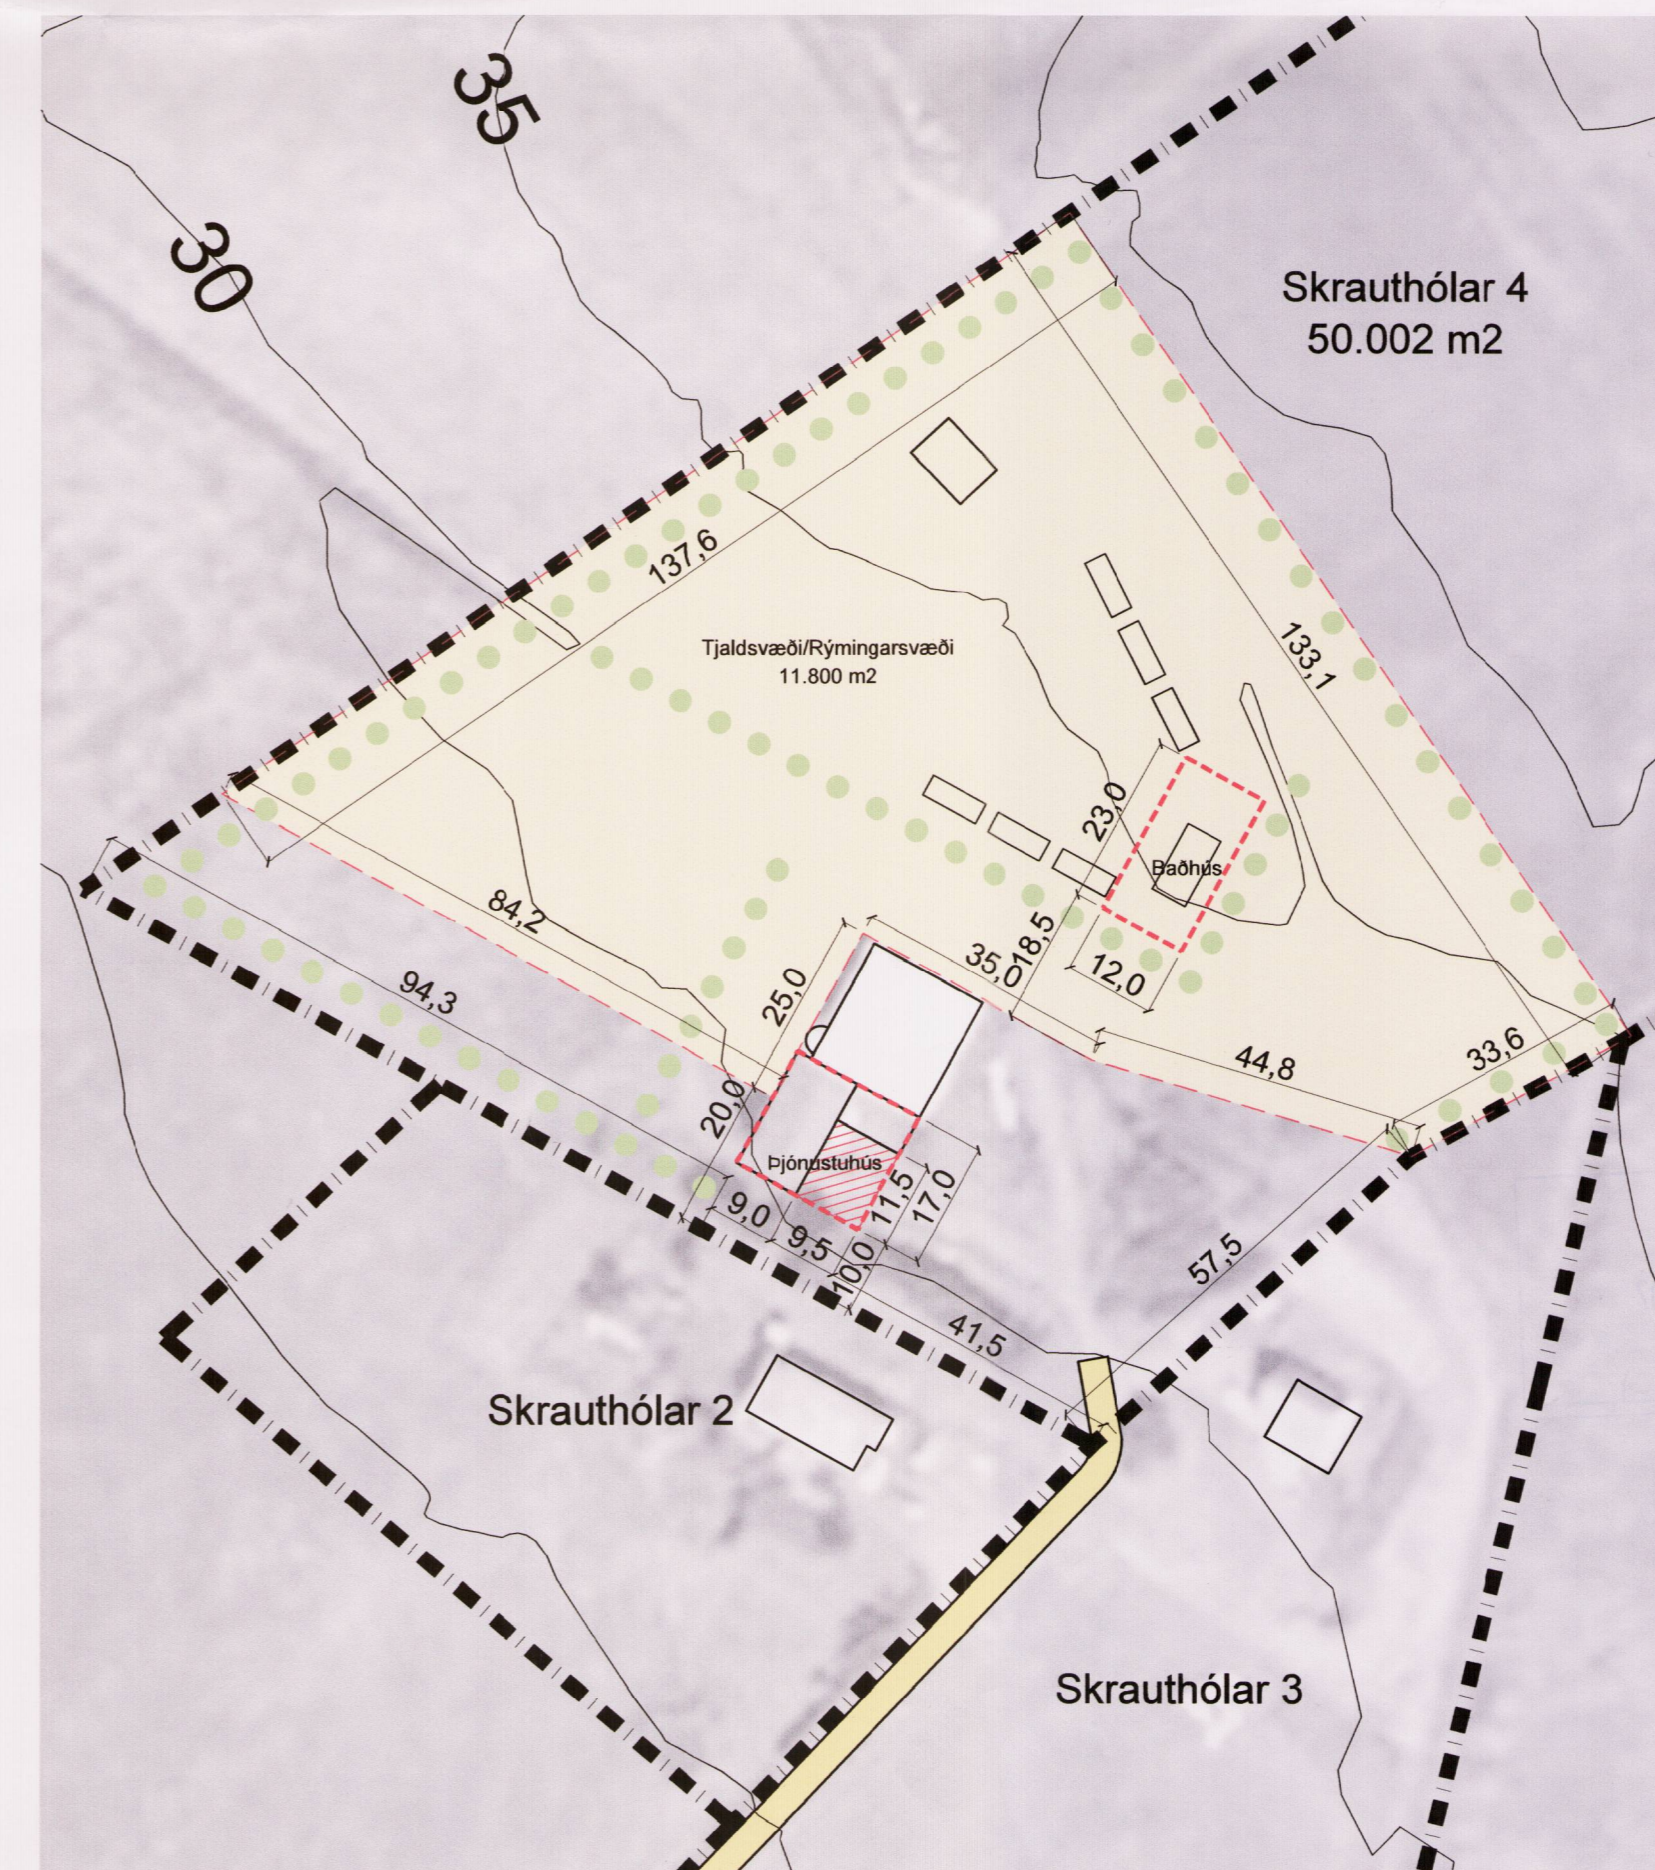 35
30
Skrauthólar 4
50.002 m2
137,6
Tjaldsvæði/Rýmingarsvæði
11.800 m2
133,1
23,0
Baðhús
84,2
18,5
35,0
12,0
94,3
25,0
44,8
33,6
20,0
Þjónustuhús
11,5
17,0
9,0
9,5
10,0
57,5
41,5
Skrauthólar 2
Skrauthólar 3